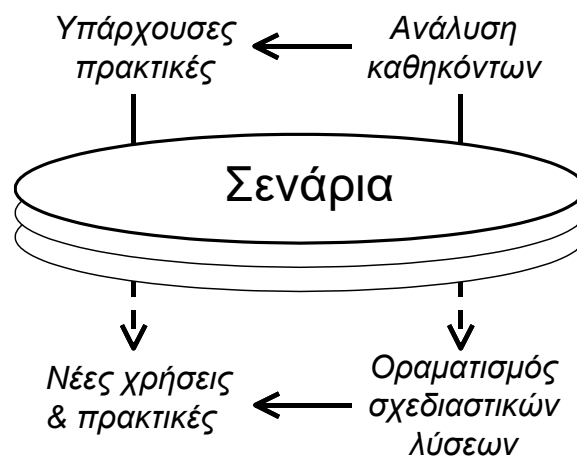 Υπάρχουσες
πρακτικές
Ανάλυση
καθηκόντων
Σενάρια
Νέες χρήσεις
& πρακτικές
Οραματισμός
σχεδιαστικών
λύσεων